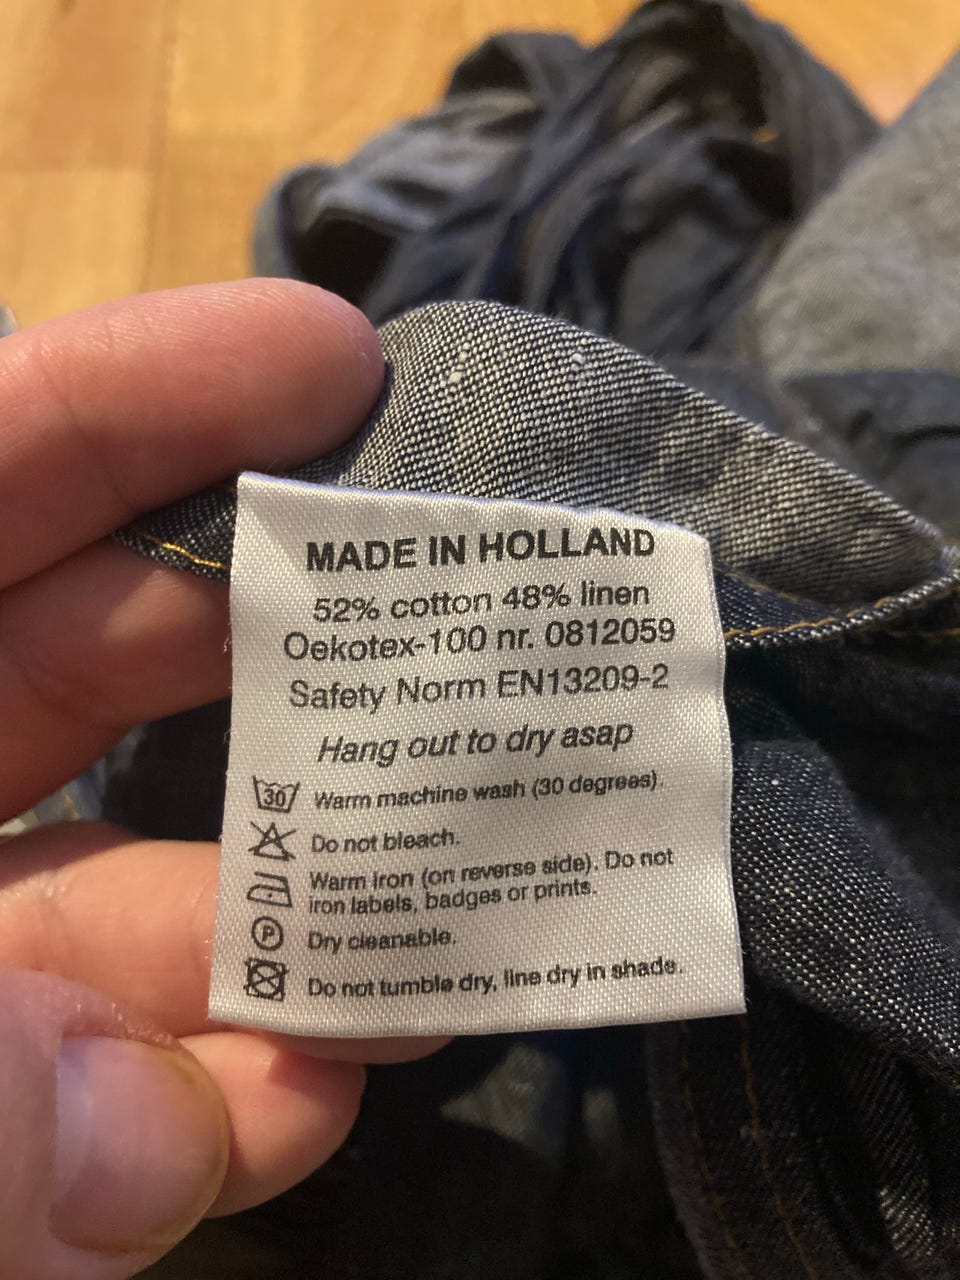 MADE IN HOLLAND
52% cotton 48% linen
Oekotex-100 nr. 0812059
Safety Norm EN13209-2
Hang out to dry asap
30 Warm machine wash (30 degrees).
Do not bleach.
Warm iron (on reverse side). Do not
iron labels, badges or prints.
P Dry cleanable.
Do not tumble dry, line dry in shade.